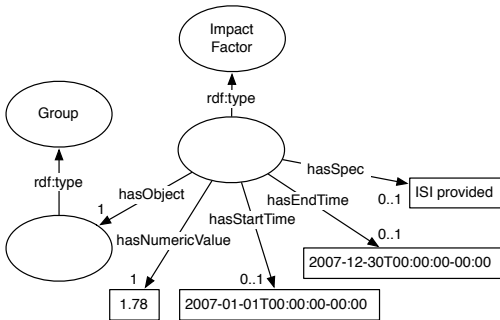 Impact
Factor
Group
rdf:type
rdf:type
hasSpec
hasObject
hasEndTime
0..1
ISI provided
1
hasStartTime
hasNumericValue
0..1
2007-12-30T00:00:00-00:00
1
0..1
1.78
2007-01-01T00:00:00-00:00